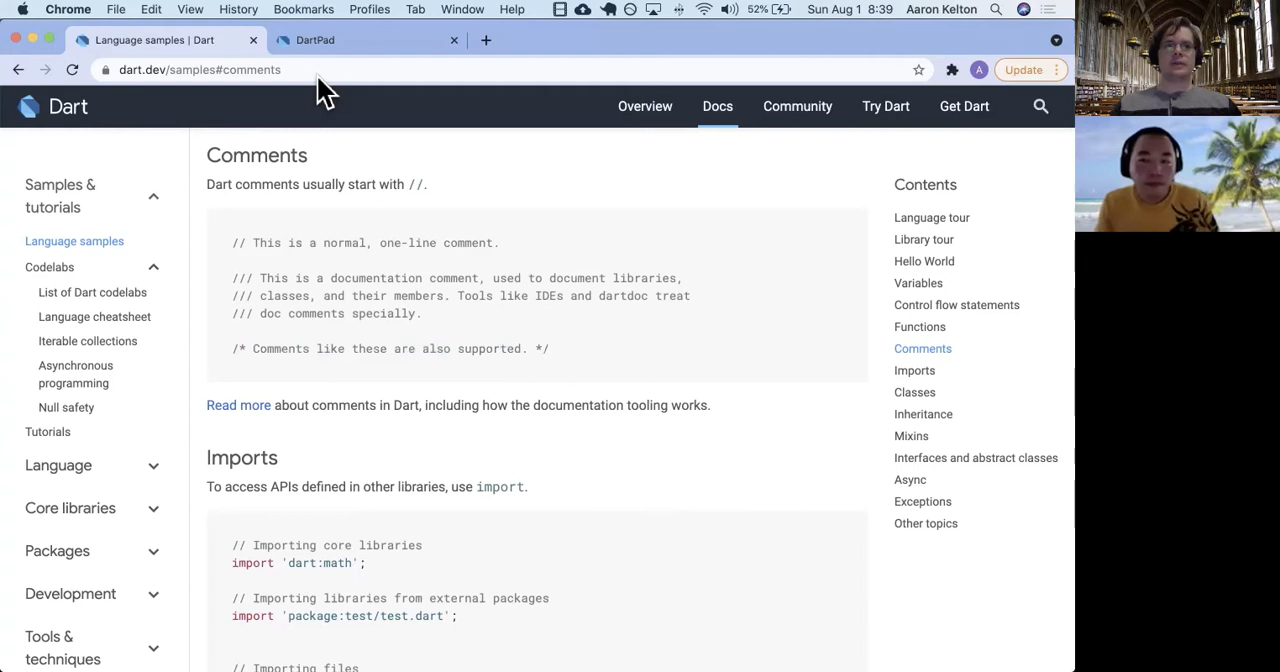 Chrome File Edit View History Bookmarks Profiles Tab Window Help 52% Sun Aug 1 8:39 Aaron Kelton
Language samples | Dart DartPad
dart.dev/samples#comments A Update
Dart Overview Docs Community Try Dart Get Dart
Samples &
tutorials
Language samples
Codelabs
List of Dart codelabs
Language cheatsheet
Iterable collections
Asynchronous
programming
Null safety
Tutorials
Language
Core libraries
Packages
Development
Tools &
techniques
Comments
Dart comments usually start with //.
// This is a normal, one-line comment.
/// This is a documentation comment, used to document libraries,
/// classes, and their members. Tools like IDEs and dartdoc treat
/// doc comments specially.
/* Comments like these are also supported. */
Read more about comments in Dart, including how the documentation tooling works.
Imports
To access APIs defined in other libraries, use import.
// Importing core libraries
import 'dart:math';
// Importing libraries from external packages
import 'package:test/test.dart';
// Importing files
Contents
Language tour
Library tour
Hello World
Variables
Control flow statements
Functions
Comments
Imports
Classes
Inheritance
Mixins
Interfaces and abstract classes
Async
Exceptions
Other topics